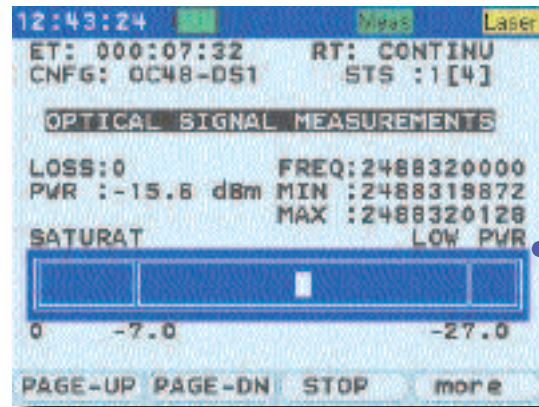 12:43:24 Meas Laser
ET: 000:07:32 RT: CONTINU
CNFG: OC48-DS1 STS :1[4]
OPTICAL SIGNAL MEASUREMENTS
LOSS:0 FREQ:2488320000
PWR :-15.6 dBm MIN :2488319872
MAX :2488320128
SATURAT LOW PWR
0 -7.0 -27.0
PAGE-UP PAGE-DN STOP more